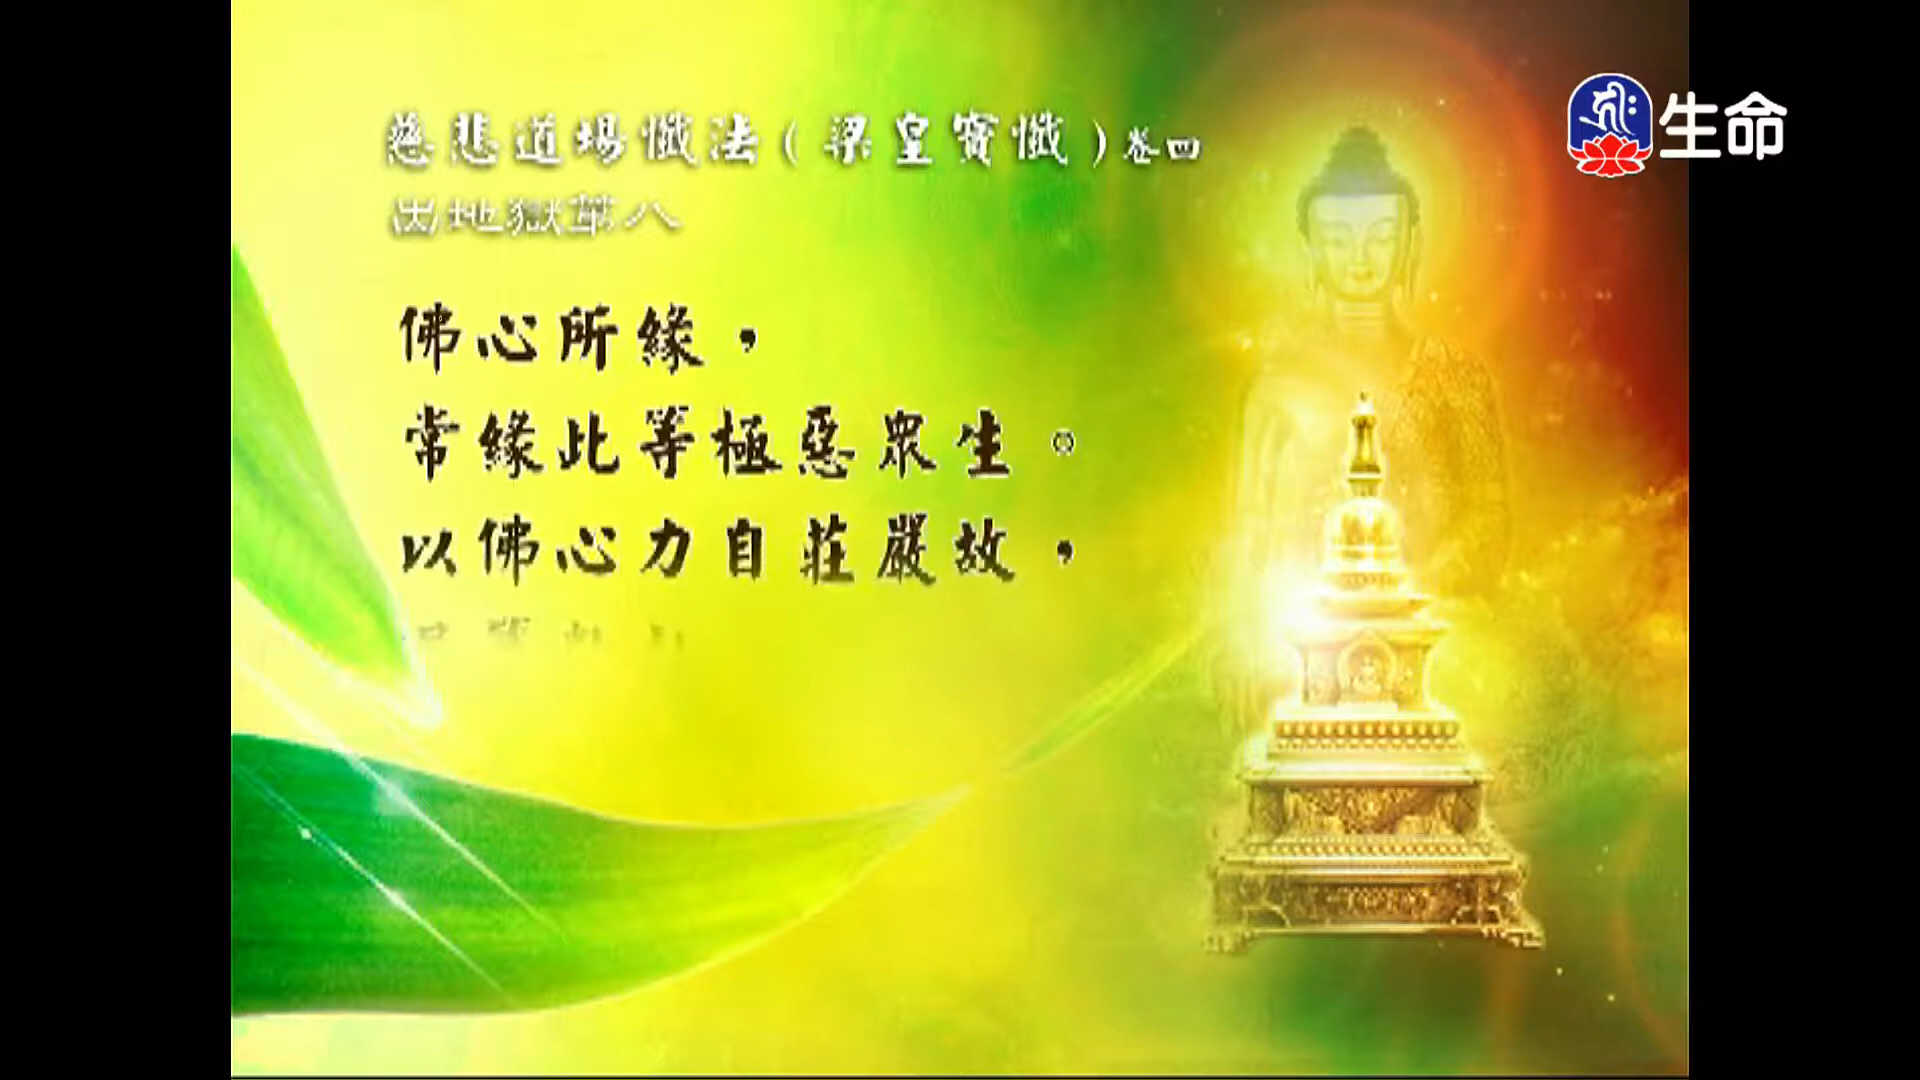 慈悲道場懺法(梁皇寶懺)卷四
出地獄第八
佛心所緣，
常緣此等極惡眾生。
以佛心力自莊嚴故，
生命